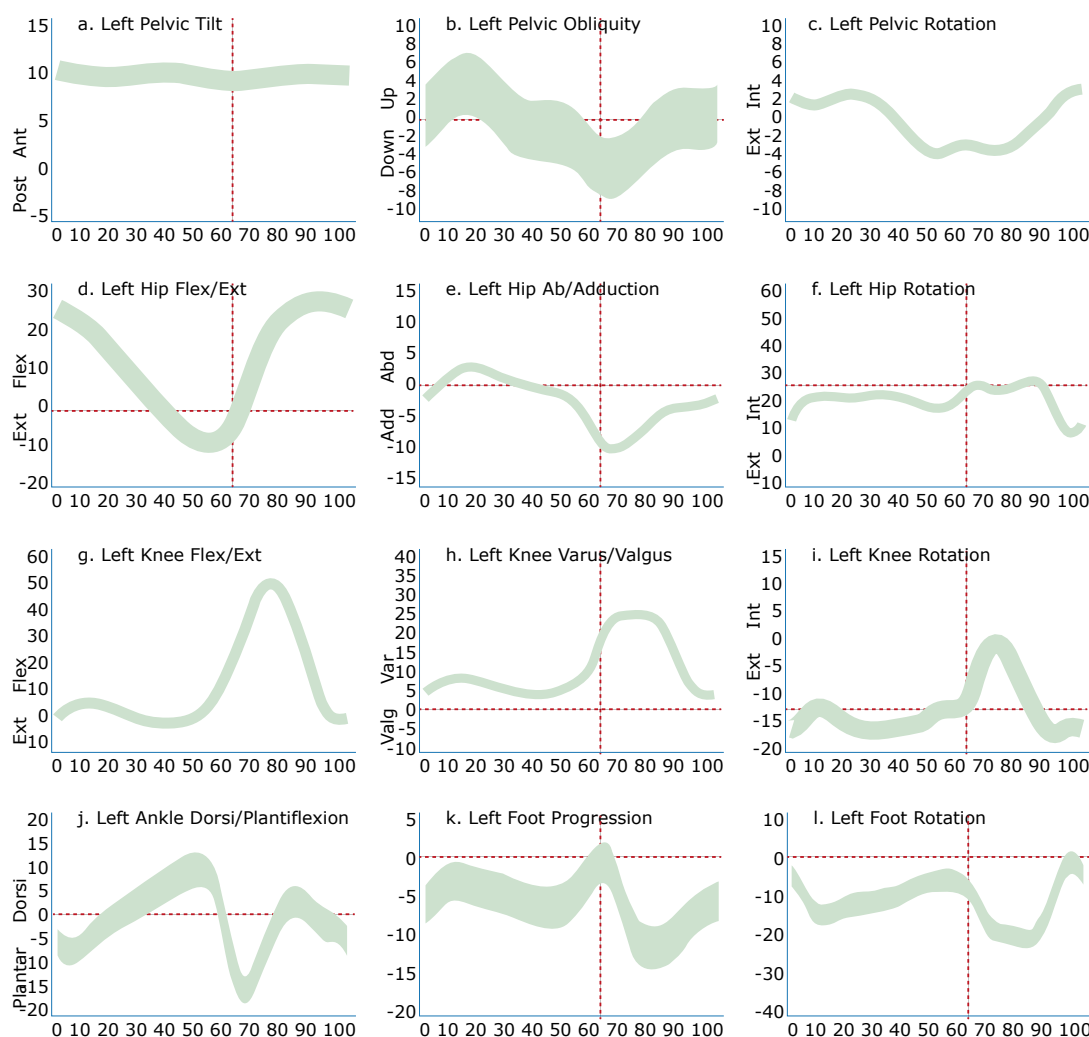 a. Left Pelvic Tilt
15
10
5
0
-5
Post Ant
0 10 20 30 40 50 60 70 80 90 100
b. Left Pelvic Obliquity
10
8
6
4
2
0
-2
-4
-6
-8
-10
Down Up
0 10 20 30 40 50 60 70 80 90 100
c. Left Pelvic Rotation
10
8
6
4
2
0
-2
-4
-6
-8
-10
Ext Int
0 10 20 30 40 50 60 70 80 90 100
d. Left Hip Flex/Ext
30
20
10
0
-10
-20
Ext Flex
0 10 20 30 40 50 60 70 80 90 100
e. Left Hip Ab/Adduction
15
10
5
0
-5
-10
-15
Add Abd
0 10 20 30 40 50 60 70 80 90 100
f. Left Hip Rotation
60
50
40
30
20
10
0
-10
Ext Int
0 10 20 30 40 50 60 70 80 90 100
g. Left Knee Flex/Ext
60
50
40
30
20
10
0
10
Ext Flex
0 10 20 30 40 50 60 70 80 90 100
h. Left Knee Varus/Valgus
40
35
30
25
20
15
10
5
0
-5
-10
Valg Var
0 10 20 30 40 50 60 70 80 90 100
i. Left Knee Rotation
15
10
5
0
-5
-10
-15
-20
Ext Int
0 10 20 30 40 50 60 70 80 90 100
j. Left Ankle Dorsi/Plantiflexion
20
15
10
5
0
-5
-10
-15
-20
Plantar Dorsi
0 10 20 30 40 50 60 70 80 90 100
k. Left Foot Progression
5
0
-5
-10
-15
-20
0 10 20 30 40 50 60 70 80 90 100
l. Left Foot Rotation
10
0
-10
-20
-30
-40
0 10 20 30 40 50 60 70 80 90 100